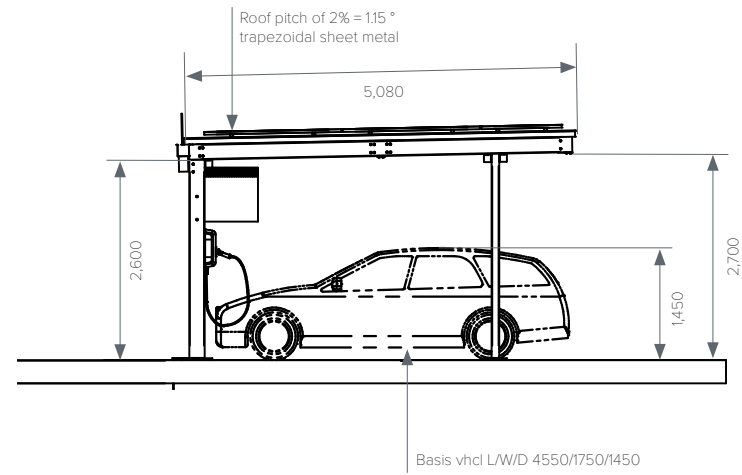 Roof pitch of 2% = 1.15 °
trapezoidal sheet metal
5,080
2,600
2,700
1,450
Basis vhcl L/W/D 4550/1750/1450